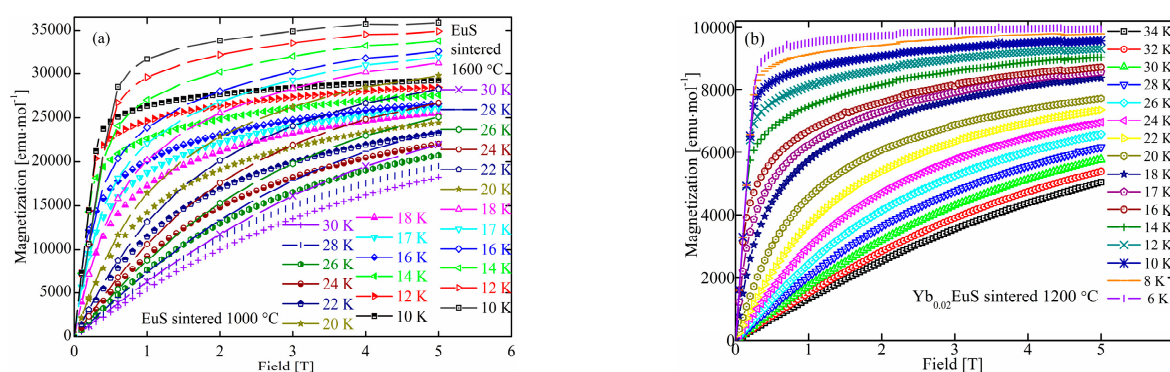 (a)
EuS
sintered
1600 °C
30 K
28 K
26 K
24 K
22 K
20 K
18 K
17 K
16 K
14 K
12 K
10 K
30 K
28 K
26 K
24 K
22 K
20 K
18 K
17 K
16 K
14 K
12 K
10 K
EuS sintered 1000 °C
Magnetization [emu·mol⁻¹]
35000
30000
25000
20000
15000
10000
5000
0
0 1 2 3 4 5 6
Field [T]
(b)
34 K
32 K
30 K
28 K
26 K
24 K
22 K
20 K
18 K
17 K
16 K
14 K
12 K
10 K
8 K
6 K
Yb₀.₀₂EuS sintered 1200 °C
Magnetization [emu·mol⁻¹]
10000
8000
6000
4000
2000
0
0 1 2 3 4 5
Field [T]